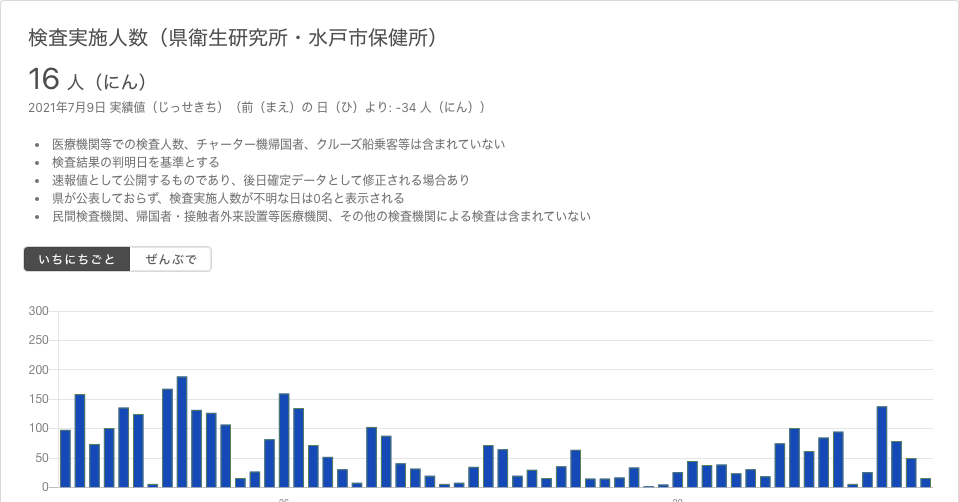 検査実施人数（県衛生研究所・水戸市保健所）
16 人（にん）
2021年7月9日 実績値（じっせきち）（前（まえ）の 日（ひ）より: -34 人（にん））
医療機関等での検査人数、チャーター機帰国者、クルーズ船乗客等は含まれていない
検査結果の判明日を基準とする
速報値として公開するものであり、後日確定データとして修正される場合あり
県が公表しておらず、検査実施人数が不明な日は0名と表示される
民間検査機関、帰国者・接触者外来設置等医療機関、その他の検査機関による検査は含まれていない
いちにちごと ぜんぶで
300
250
200
150
100
50
0